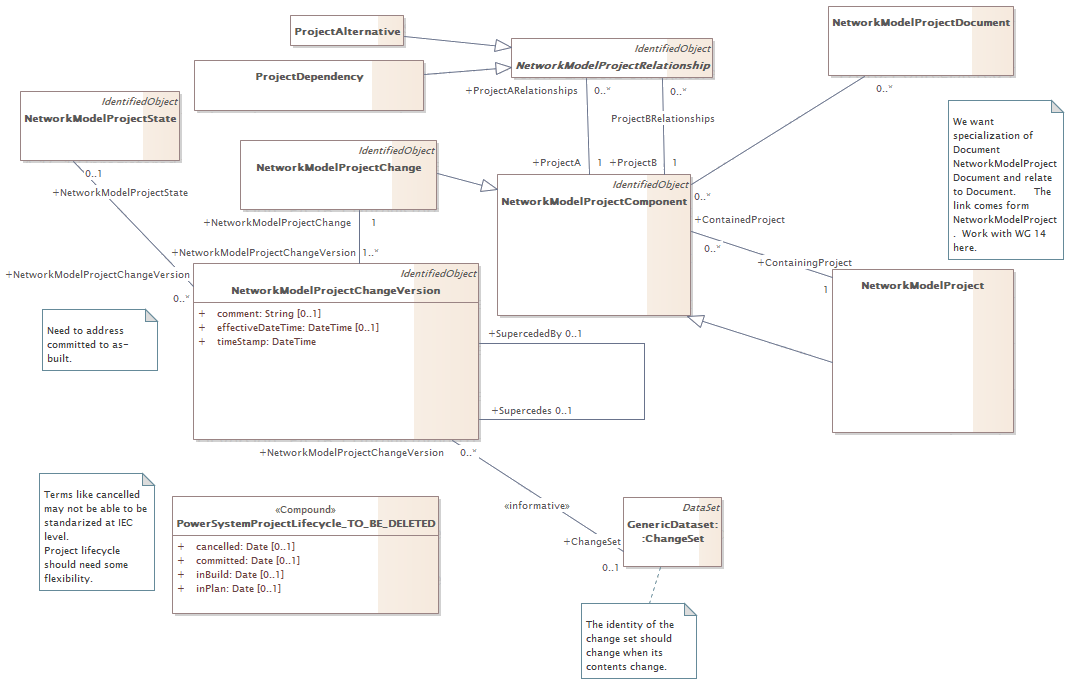 ProjectAlternative
IdentifiedObject
NetworkModelProjectRelationship
NetworkModelProjectDocument
ProjectDependency
+ProjectARelationships
0..*
0..*
ProjectBRelationships
0..*
IdentifiedObject
NetworkModelProjectState
0..1
+NetworkModelProjectState
IdentifiedObject
NetworkModelProjectChange
+ProjectA
1
+ProjectB
1
We want
specialization of
Document
NetworkModelProject
Document and relate
to Document. The
link comes form
NetworkModelProject
. Work with WG 14
here.
IdentifiedObject
NetworkModelProjectComponent
0..*
+ContainedProject
0..*
+ContainingProject
1
+NetworkModelProjectChange
1
+NetworkModelProjectChangeVersion
1..*
+NetworkModelProjectChangeVersion
0..*
IdentifiedObject
NetworkModelProjectChangeVersion
+ comment: String [0..1]
+ effectiveDateTime: DateTime [0..1]
+ timeStamp: DateTime
NetworkModelProject
Need to address
committed to as-
built.
+SupercededBy 0..1
+Supercedes 0..1
+NetworkModelProjectChangeVersion
0..*
Terms like cancelled
may not be able to be
standarized at IEC
level.
Project lifecycle
should need some
flexibility.
«Compound»
PowerSystemProjectLifecycle_TO_BE_DELETED
+ cancelled: Date [0..1]
+ committed: Date [0..1]
+ inBuild: Date [0..1]
+ inPlan: Date [0..1]
«informative»
+ChangeSet
0..1
DataSet
GenericDataset:
:ChangeSet
The identity of the
change set should
change when its
contents change.